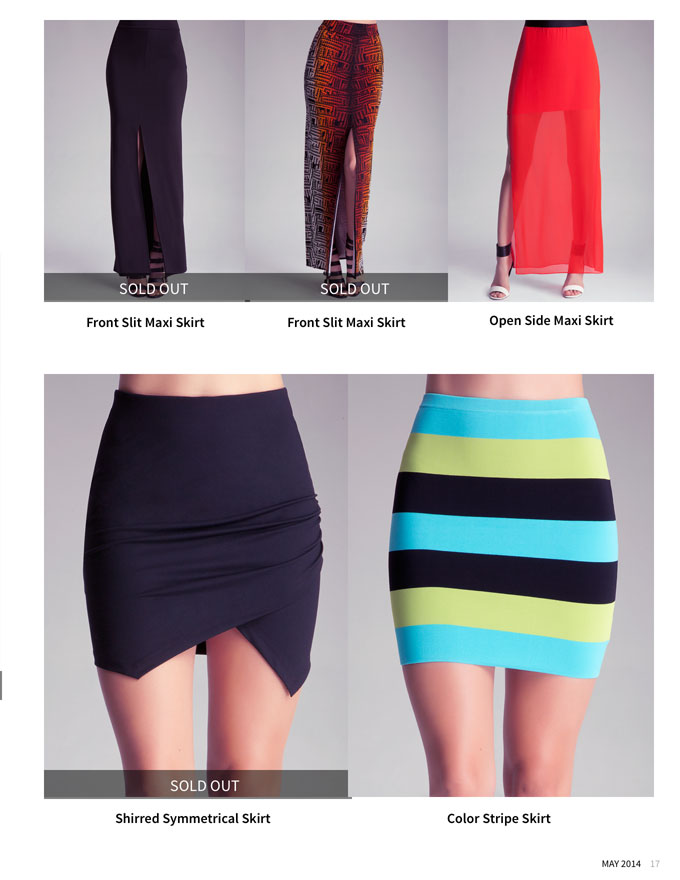 SOLD OUT
SOLD OUT
Front Slit Maxi Skirt
Front Slit Maxi Skirt
Open Side Maxi Skirt
SOLD OUT
Shirred Symmetrical Skirt
Color Stripe Skirt
MAY 2014 17